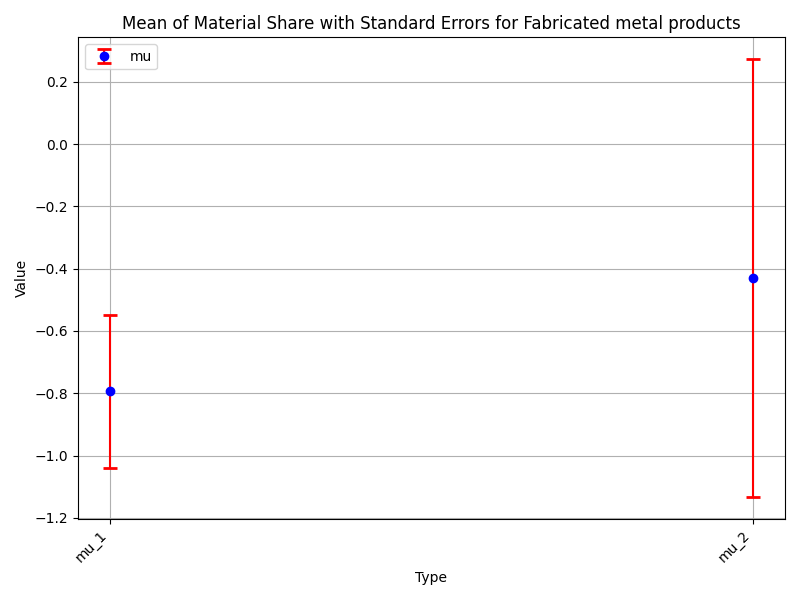 Mean of Material Share with Standard Errors for Fabricated metal products
mu
0.2
0.0
−0.2
−0.4
−0.6
−0.8
−1.0
−1.2
Value
mu_1
mu_2
Type